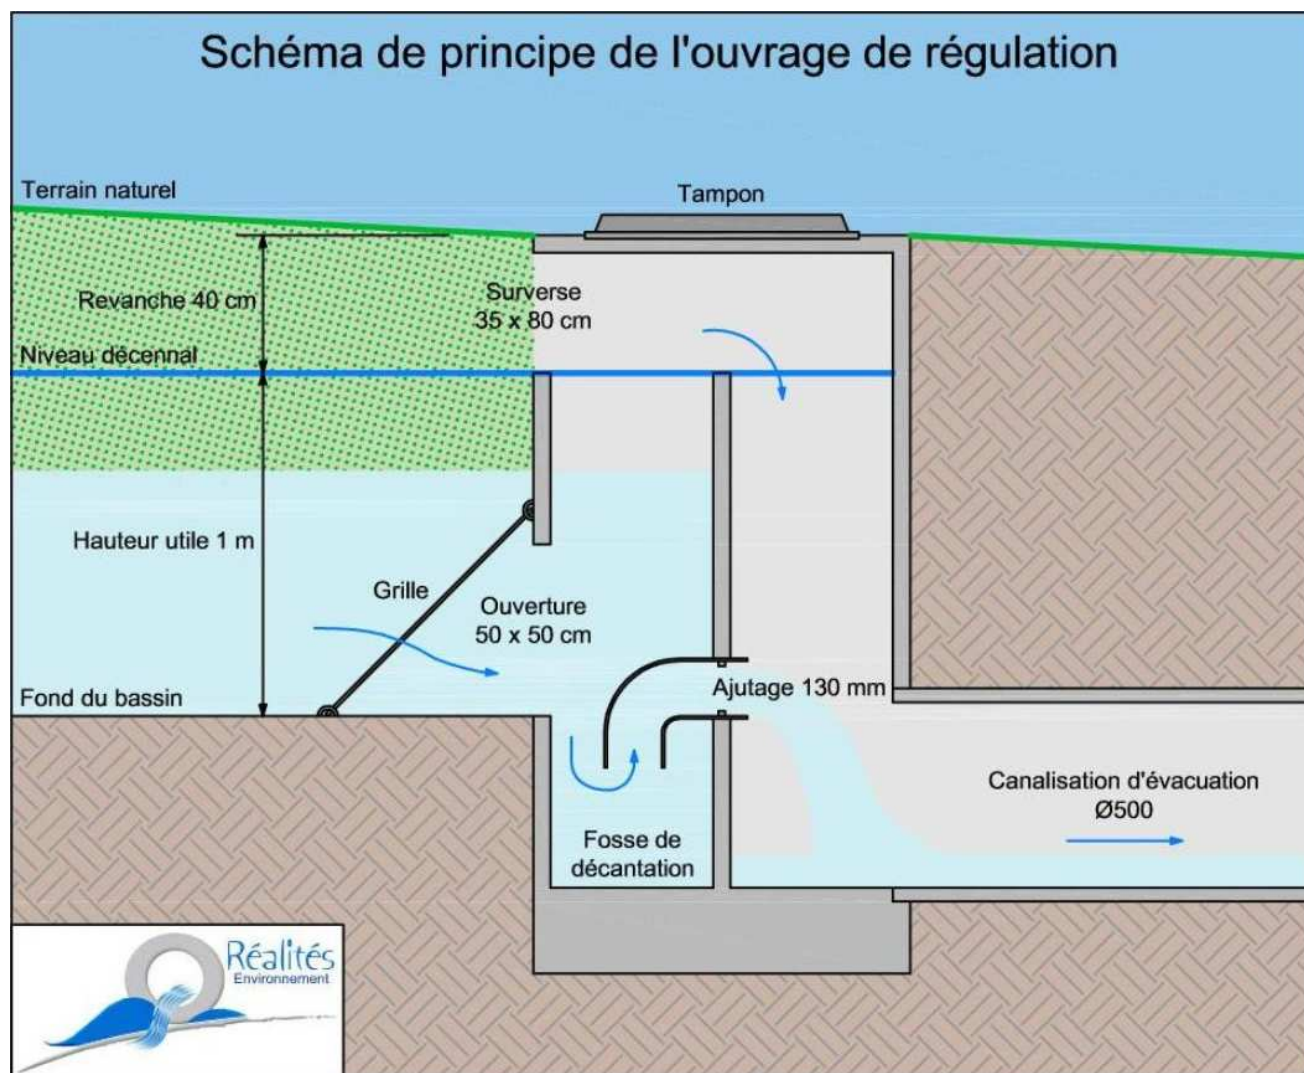 Schéma de principe de l'ouvrage de régulation
Terrain naturel
Tampon
Revanche 40 cm
Surverse
35 x 80 cm
Niveau décennal
Hauteur utile 1 m
Grille
Ouverture
50 x 50 cm
Fond du bassin
Ajutage 130 mm
Canalisation d'évacuation
Ø500
Fosse de
décantation
Réalités
Environnement